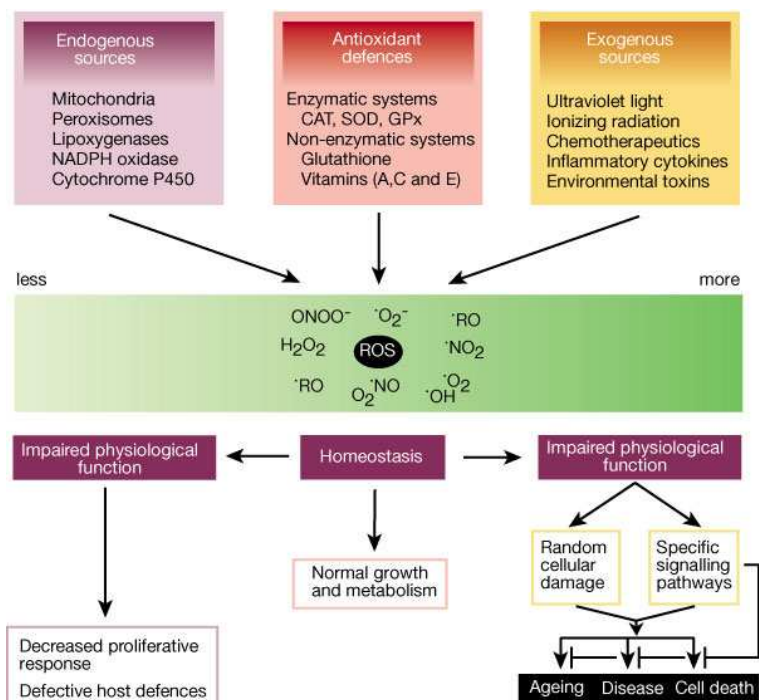 Endogenous
sources
Mitochondria
Peroxisomes
Lipoxygenases
NADPH oxidase
Cytochrome P450
Antioxidant
defences
Enzymatic systems
CAT, SOD, GPx
Non-enzymatic systems
Glutathione
Vitamins (A,C and E)
Exogenous
sources
Ultraviolet light
Ionizing radiation
Chemotherapeutics
Inflammatory cytokines
Environmental toxins
less
more
ONOO⁻
˙O₂⁻
˙RO
H₂O₂
ROS
˙NO₂
˙RO
O₂˙NO
˙OH˙O₂
Impaired physiological
function
Homeostasis
Impaired physiological
function
Normal growth
and metabolism
Random
cellular
damage
Specific
signalling
pathways
Decreased proliferative
response
Defective host defences
Ageing
Disease
Cell death